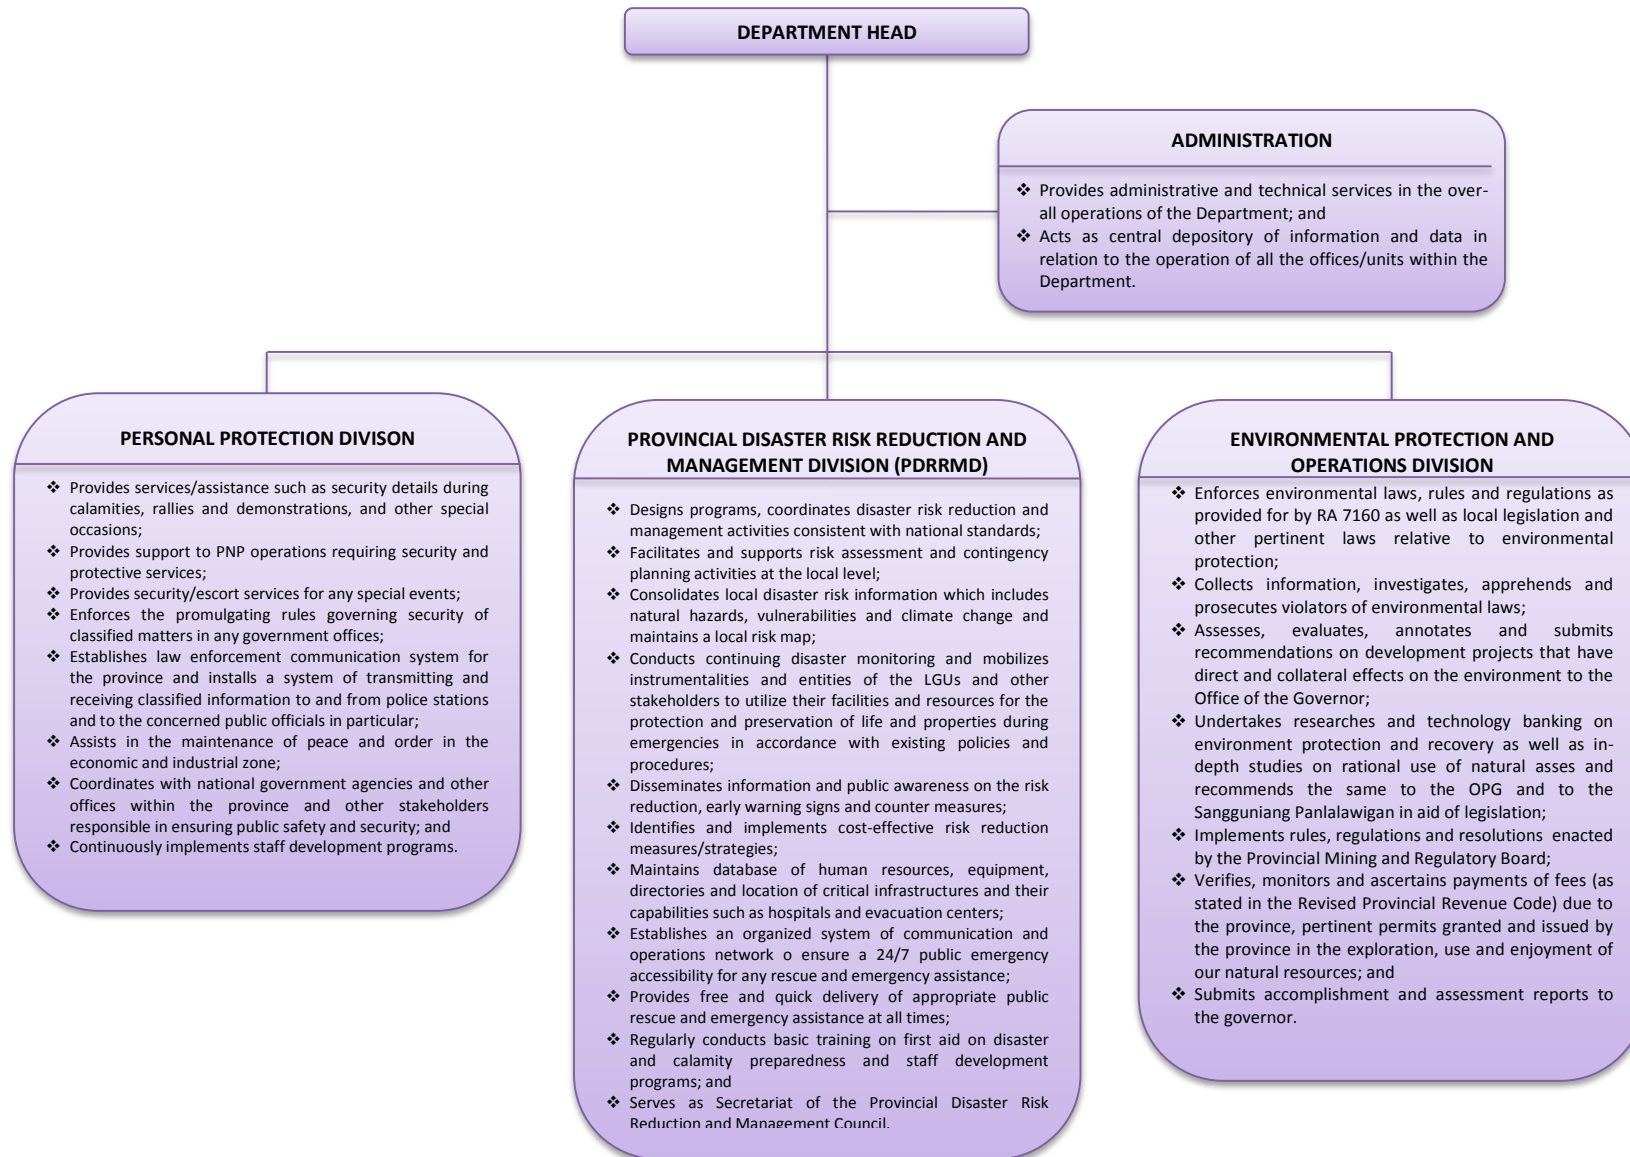 DEPARTMENT HEAD
ADMINISTRATION
❖ Provides administrative and technical services in the over-
all operations of the Department; and
❖ Acts as central depository of information and data in
relation to the operation of all the offices/units within the
Department.
PERSONAL PROTECTION DIVISON
❖ Provides services/assistance such as security details during
calamities, rallies and demonstrations, and other special
occasions;
❖ Provides support to PNP operations requiring security and
protective services;
❖ Provides security/escort services for any special events;
❖ Enforces the promulgating rules governing security of
classified matters in any government offices;
❖ Establishes law enforcement communication system for
the province and installs a system of transmitting and
receiving classified information to and from police stations
and to the concerned public officials in particular;
❖ Assists in the maintenance of peace and order in the
economic and industrial zone;
❖ Coordinates with national government agencies and other
offices within the province and other stakeholders
responsible in ensuring public safety and security; and
❖ Continuously implements staff development programs.
PROVINCIAL DISASTER RISK REDUCTION AND
MANAGEMENT DIVISION (PDRRMD)
❖ Designs programs, coordinates disaster risk reduction and
management activities consistent with national standards;
❖ Facilitates and supports risk assessment and contingency
planning activities at the local level;
❖ Consolidates local disaster risk information which includes
natural hazards, vulnerabilities and climate change and
maintains a local risk map;
❖ Conducts continuing disaster monitoring and mobilizes
instrumentalities and entities of the LGUs and other
stakeholders to utilize their facilities and resources for the
protection and preservation of life and properties during
emergencies in accordance with existing policies and
procedures;
❖ Disseminates information and public awareness on the risk
reduction, early warning signs and counter measures;
❖ Identifies and implements cost-effective risk reduction
measures/strategies;
❖ Maintains database of human resources, equipment,
directories and location of critical infrastructures and their
capabilities such as hospitals and evacuation centers;
❖ Establishes an organized system of communication and
operations network o ensure a 24/7 public emergency
accessibility for any rescue and emergency assistance;
❖ Provides free and quick delivery of appropriate public
rescue and emergency assistance at all times;
❖ Regularly conducts basic training on first aid on disaster
and calamity preparedness and staff development
programs; and
❖ Serves as Secretariat of the Provincial Disaster Risk
Reduction and Management Council.
ENVIRONMENTAL PROTECTION AND
OPERATIONS DIVISION
❖ Enforces environmental laws, rules and regulations as
provided for by RA 7160 as well as local legislation and
other pertinent laws relative to environmental
protection;
❖ Collects information, investigates, apprehends and
prosecutes violators of environmental laws;
❖ Assesses, evaluates, annotates and submits
recommendations on development projects that have
direct and collateral effects on the environment to the
Office of the Governor;
❖ Undertakes researches and technology banking on
environment protection and recovery as well as in-
depth studies on rational use of natural asses and
recommends the same to the OPG and to the
Sangguniang Panlalawigan in aid of legislation;
❖ Implements rules, regulations and resolutions enacted
by the Provincial Mining and Regulatory Board;
❖ Verifies, monitors and ascertains payments of fees (as
stated in the Revised Provincial Revenue Code) due to
the province, pertinent permits granted and issued by
the province in the exploration, use and enjoyment of
our natural resources; and
❖ Submits accomplishment and assessment reports to
the governor.